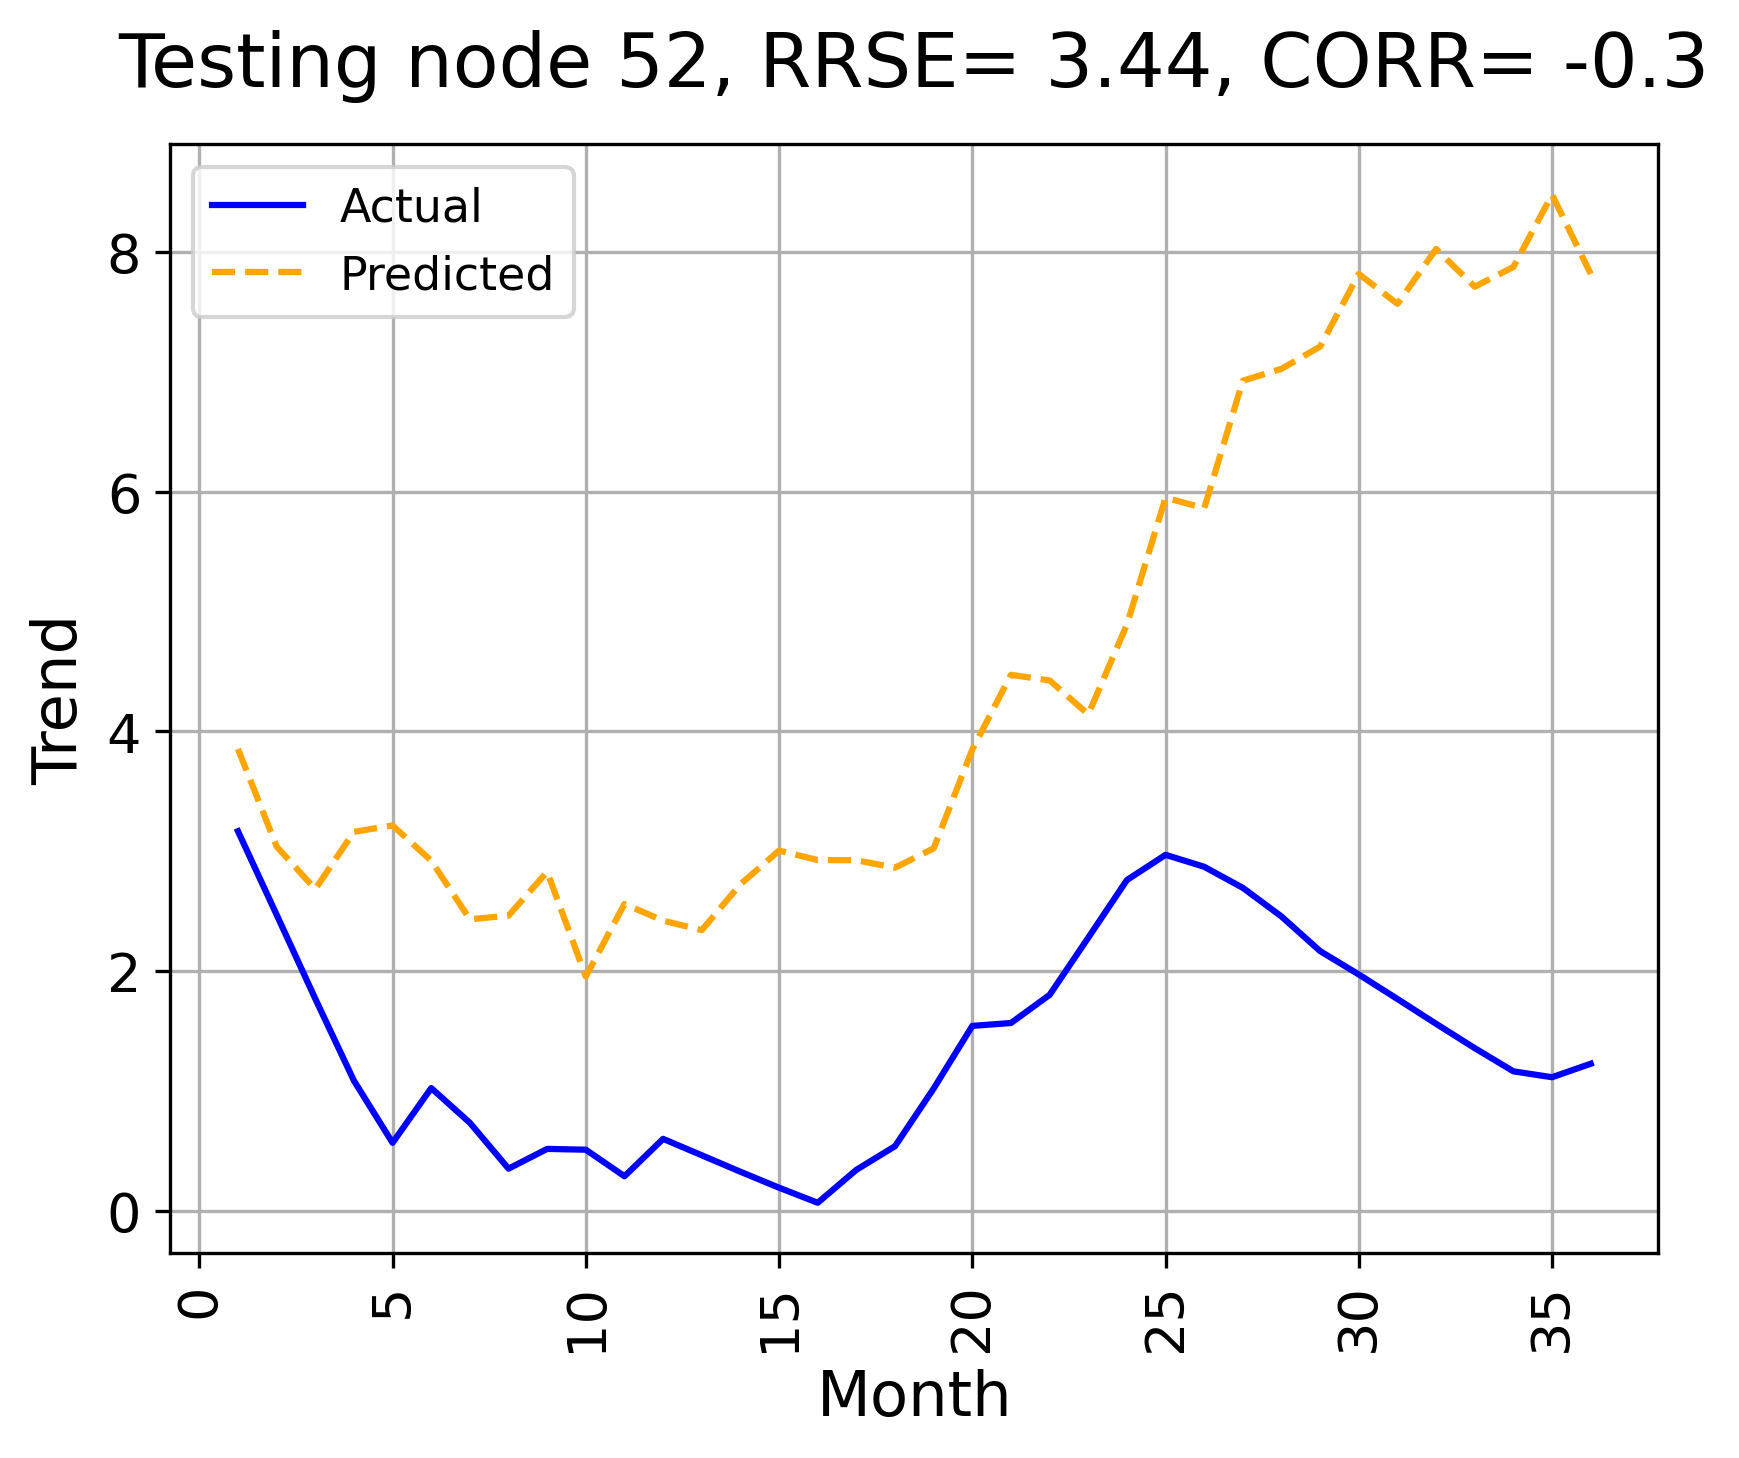 Testing node 52, RRSE= 3.44, CORR= -0.3
Actual
Predicted
8
6
4
2
0
Trend
0
5
10
15
20
25
30
35
Month